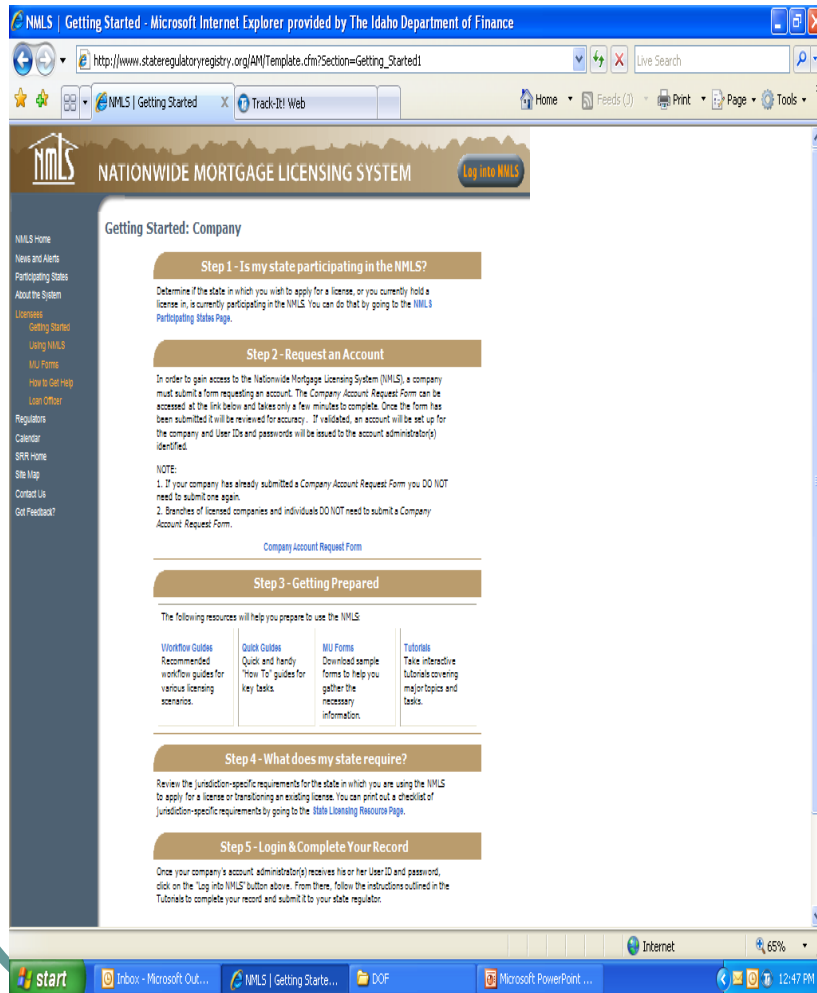 NMLS | Getting Started - Microsoft Internet Explorer provided by The Idaho Department of Finance
http://www.stateregulatoryregistry.org/AM/Template.cfm?Section=Getting_Started1
Live Search
NMLS | Getting Started
Track-It! Web
Home
Feeds (J)
Print
Page
Tools
NMLS
NATIONWIDE MORTGAGE LICENSING SYSTEM
Log into NMLS
NMLS Home
News and Alerts
Participating States
About the System
Licensees
Getting Started
Using NMLS
MU Forms
How to Get Help
Loan Officer
Regulators
Calendar
SRR Home
Site Map
Contact Us
Got Feedback?
Getting Started: Company
Step 1 - Is my state participating in the NMLS?
Determine if the state in which you wish to apply for a license, or you currently hold a
license in, is currently participating in the NMLS. You can do that by going to the NMLS
Participating States Page.
Step 2 - Request an Account
In order to gain access to the Nationwide Mortgage Licensing System (NMLS), a company
must submit a form requesting an account. The Company Account Request Form can be
accessed at the link below and takes only a few minutes to complete. Once the form has
been submitted it will be reviewed for accuracy. If validated, an account will be set up for
the company and User IDs and passwords will be issued to the account administrator(s)
identified.
NOTE:
1. If your company has already submitted a Company Account Request Form you DO NOT
need to submit one again.
2. Branches of licensed companies and individuals DO NOT need to submit a Company
Account Request Form.
Company Account Request Form
Step 3 - Getting Prepared
The following resources will help you prepare to use the NMLS:
Workflow Guides
Recommended
workflow guides for
various licensing
scenarios.
Quick Guides
Quick and handy
"How To" guides for
key tasks.
MU Forms
Download sample
forms to help you
gather the
necessary
information.
Tutorials
Take interactive
tutorials covering
major topics and
tasks.
Step 4 - What does my state require?
Review the jurisdiction-specific requirements for the state in which you are using the NMLS
to apply for a license or transitioning an existing license. You can print out a checklist of
jurisdiction-specific requirements by going to the State Licensing Resource Page.
Step 5 - Login & Complete Your Record
Once your company's account administrator(s) receives his or her User ID and password,
click on the "Log into NMLS" button above. From there, follow the instructions outlined in the
Tutorials to complete your record and submit it to your state regulator.
Internet
65%
start
Inbox - Microsoft Out...
NMLS | Getting Starte...
DOF
Microsoft PowerPoint ...
12:47 PM